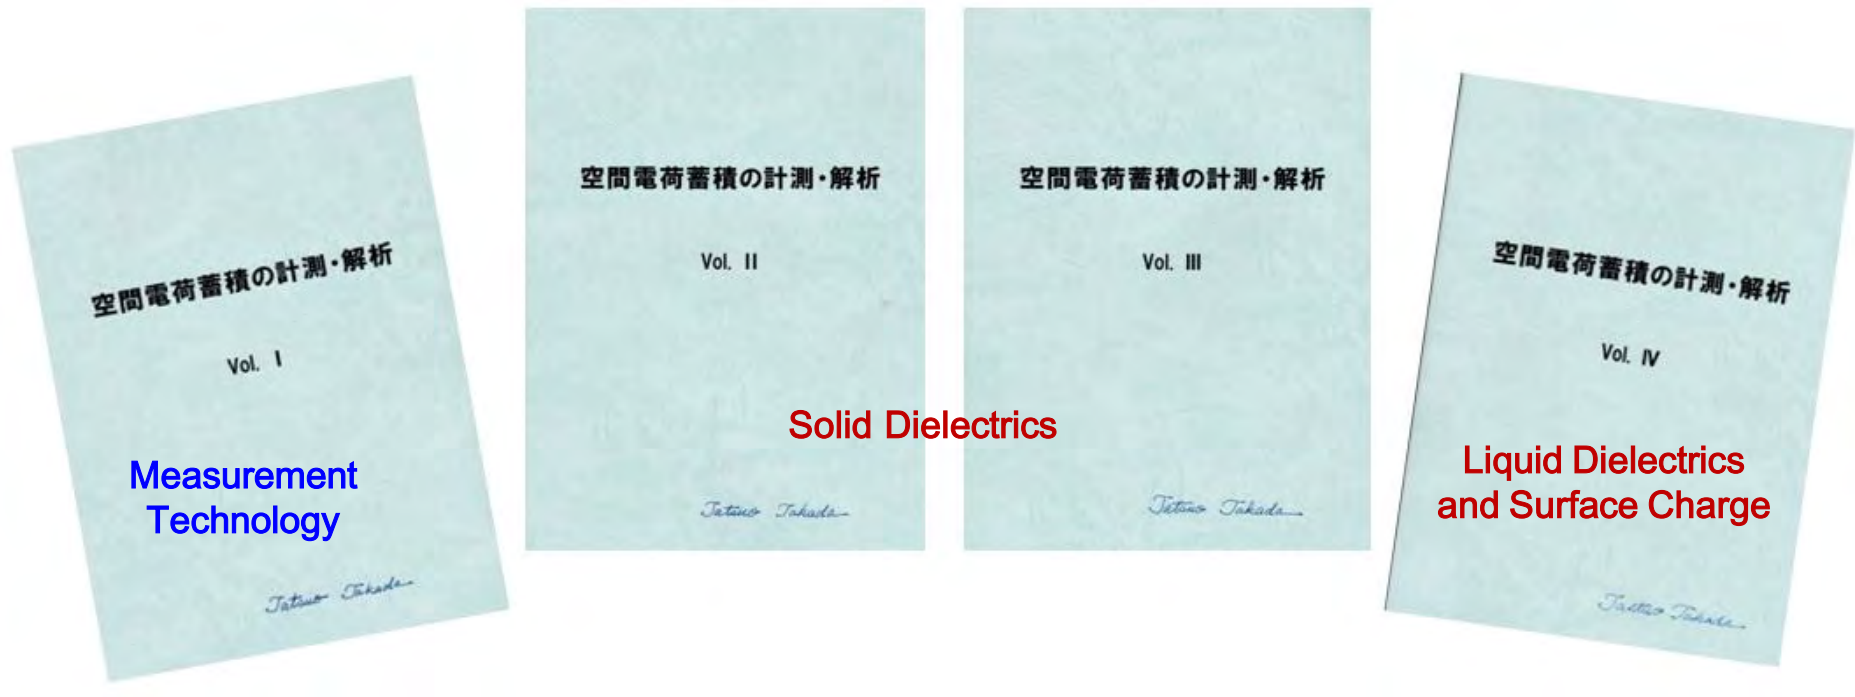 空間電荷蓄積の計測・解析
Vol. I
Measurement
Technology
Tatsuo Takada
空間電荷蓄積の計測・解析
Vol. II
空間電荷蓄積の計測・解析
Vol. III
Solid Dielectrics
Tatsuo Takada
Tatsuo Takada
空間電荷蓄積の計測・解析
Vol. IV
Liquid Dielectrics
and Surface Charge
Tatsuo Takada